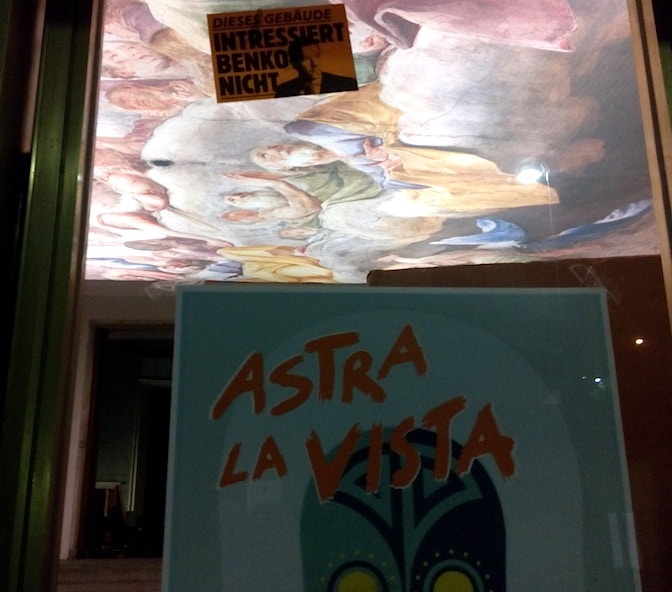 DIESES GEBÄUDE
INTRESSIERT
BENKO
NICHT
ASTRA
LA VISTA